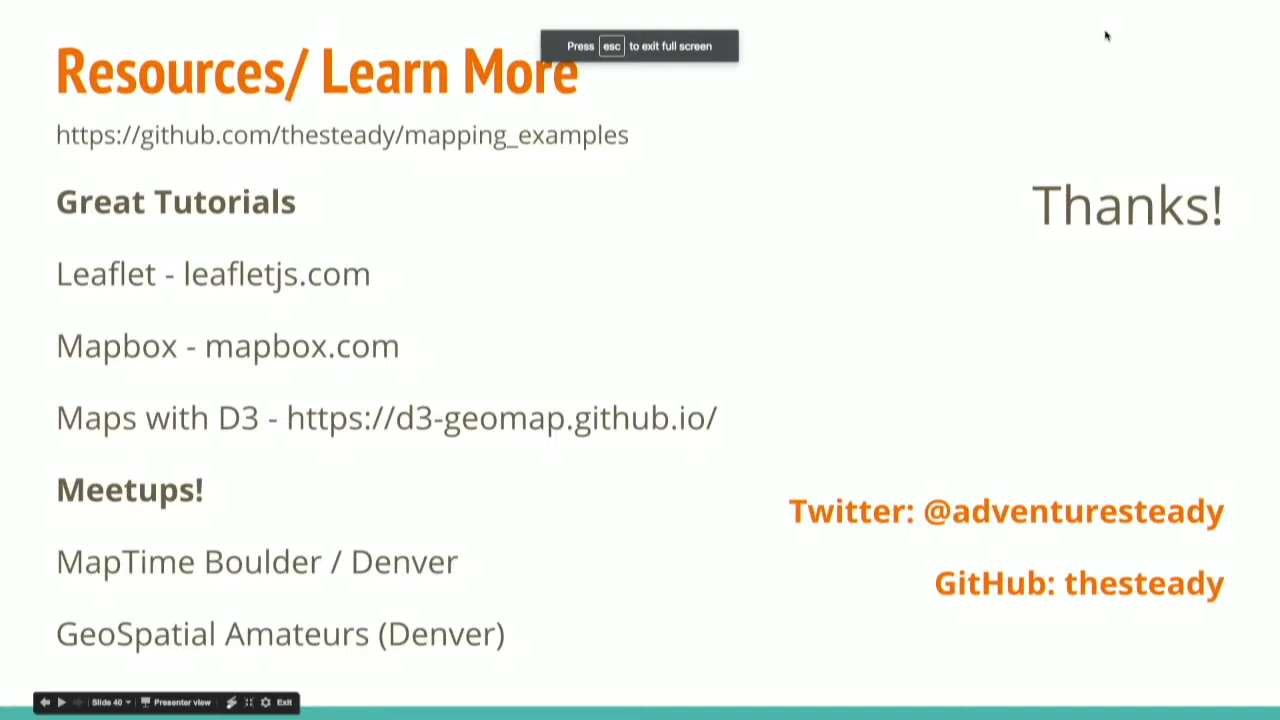 Press esc to exit full screen
Resources/ Learn More
https://github.com/thesteady/mapping_examples
Great Tutorials
Thanks!
Leaflet - leafletjs.com
Mapbox - mapbox.com
Maps with D3 - https://d3-geomap.github.io/
Meetups!
Twitter: @adventuresteady
MapTime Boulder / Denver
GitHub: thesteady
GeoSpatial Amateurs (Denver)
Slide 40 Presenter view Exit